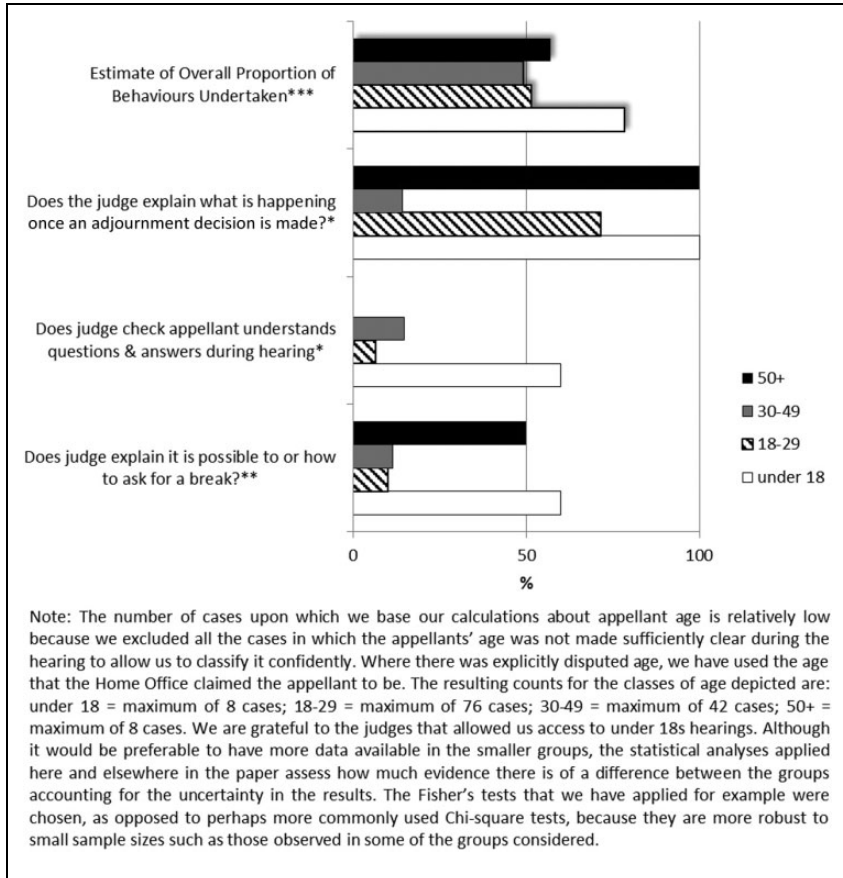 Estimate of Overall Proportion of
Behaviours Undertaken***
Does the judge explain what is happening
once an adjournment decision is made?*
Does judge check appellant understands
questions & answers during hearing*
Does judge explain it is possible to or how
to ask for a break?**
50+
30-49
18-29
under 18
0
50
100
%
Note: The number of cases upon which we base our calculations about appellant age is relatively low
because we excluded all the cases in which the appellants' age was not made sufficiently clear during the
hearing to allow us to classify it confidently. Where there was explicitly disputed age, we have used the age
that the Home Office claimed the appellant to be. The resulting counts for the classes of age depicted are:
under 18 = maximum of 8 cases; 18-29 = maximum of 76 cases; 30-49 = maximum of 42 cases; 50+ =
maximum of 8 cases. We are grateful to the judges that allowed us access to under 18s hearings. Although
it would be preferable to have more data available in the smaller groups, the statistical analyses applied
here and elsewhere in the paper assess how much evidence there is of a difference between the groups
accounting for the uncertainty in the results. The Fisher's tests that we have applied for example were
chosen, as opposed to perhaps more commonly used Chi-square tests, because they are more robust to
small sample sizes such as those observed in some of the groups considered.